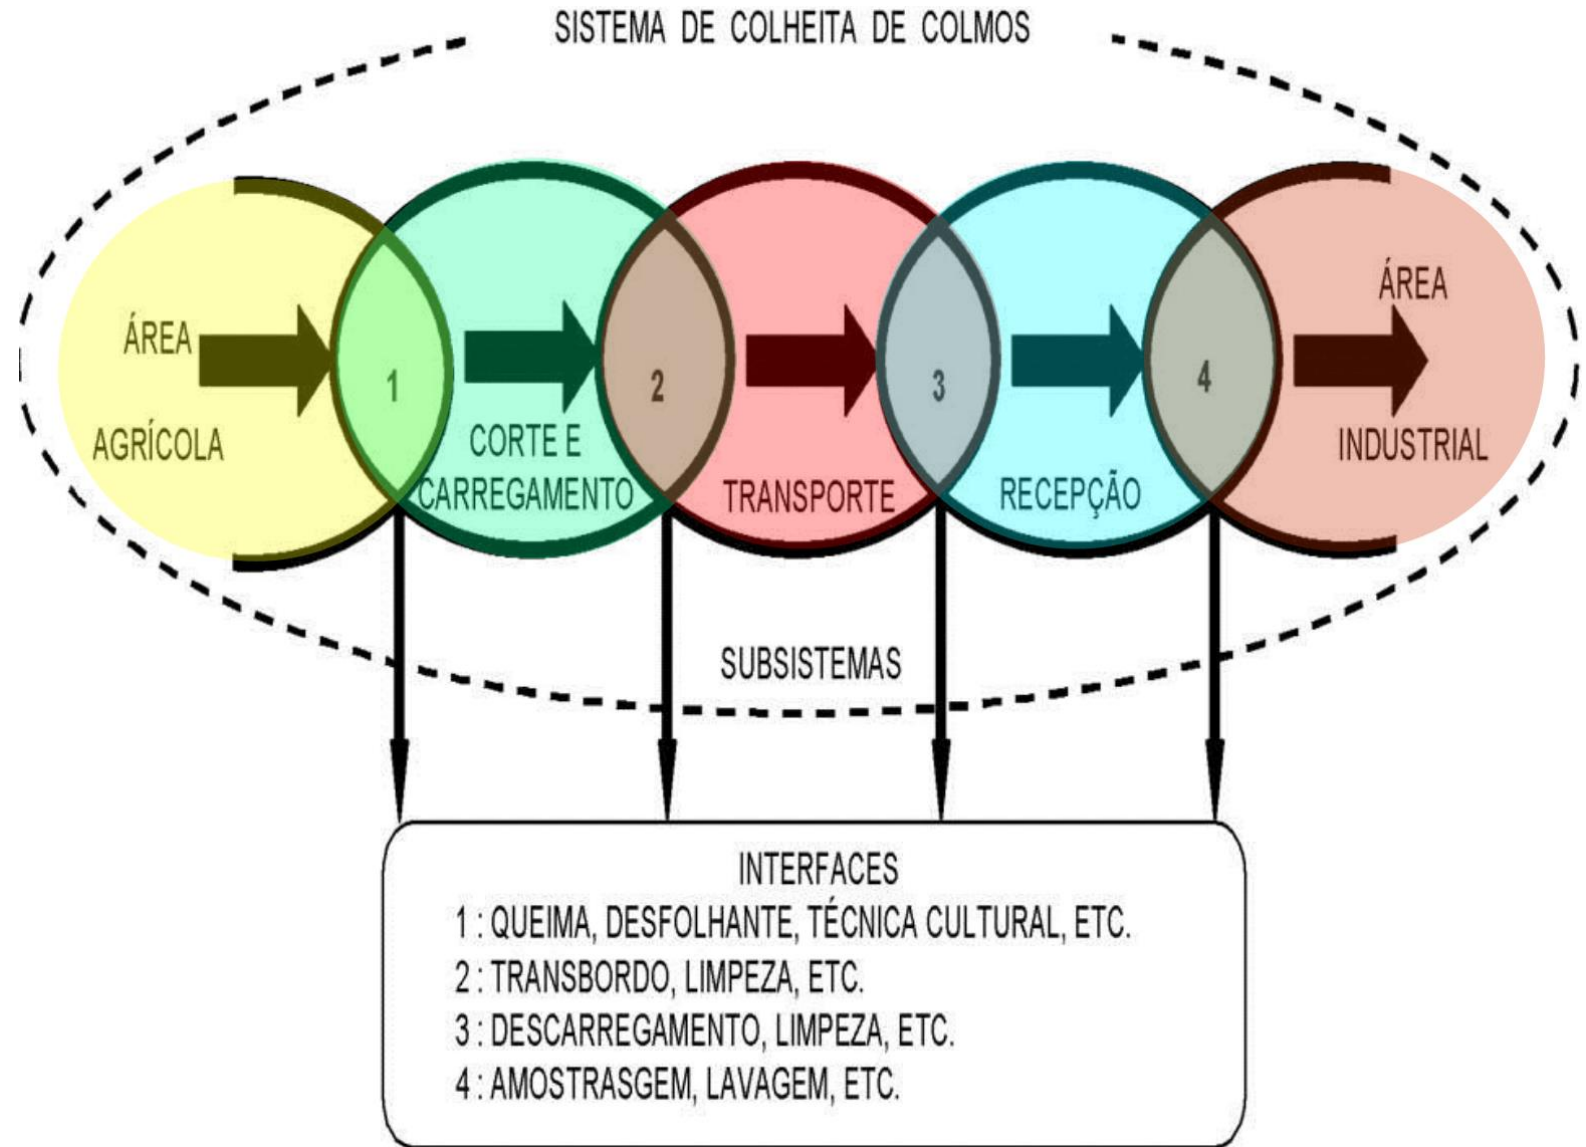 SISTEMA DE COLHEITA DE COLMOS
ÁREA
AGRÍCOLA
1
CORTE E
CARREGAMENTO
2
TRANSPORTE
3
RECEPÇÃO
4
ÁREA
INDUSTRIAL
SUBSISTEMAS
INTERFACES
1 : QUEIMA, DESFOLHANTE, TÉCNICA CULTURAL, ETC.
2 : TRANSBORDO, LIMPEZA, ETC.
3 : DESCARREGAMENTO, LIMPEZA, ETC.
4 : AMOSTRASGEM, LAVAGEM, ETC.